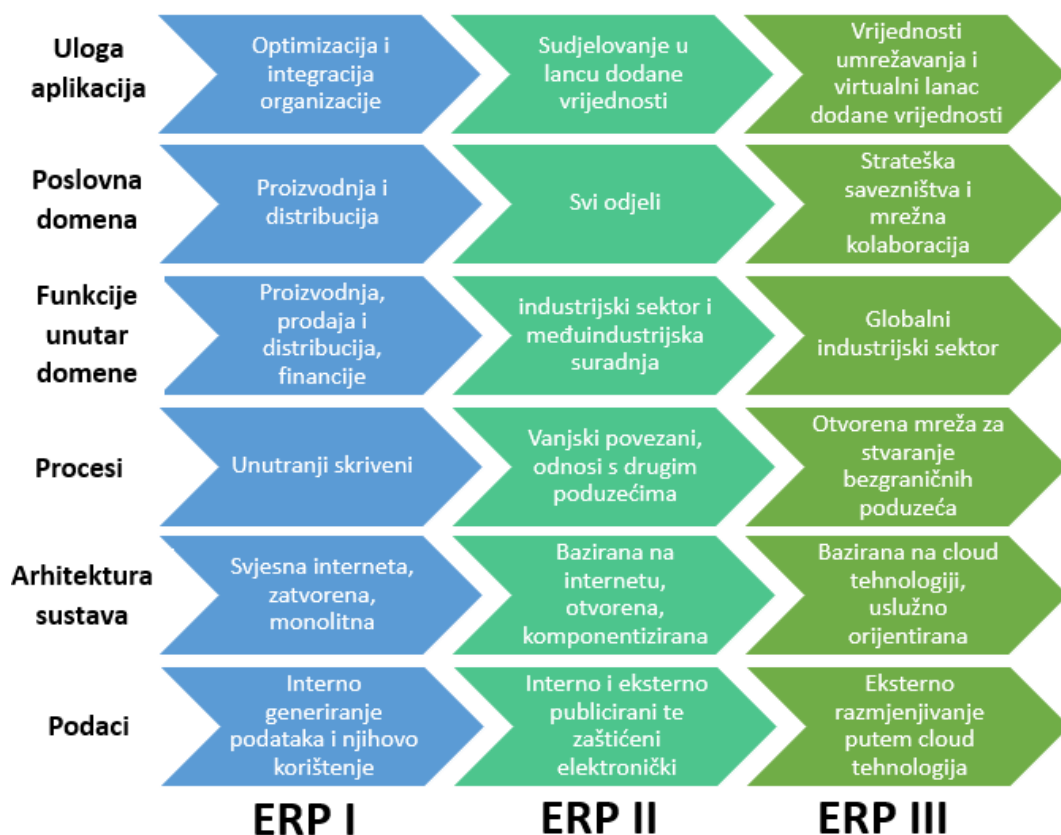 Uloga
aplikacija
Optimizacija i
integracija
organizacije
Sudjelovanje u
lancu dodane
vrijednosti
Vrijednosti
umrežavanja i
virtualni lanac
dodane vrijednosti
Poslovna
domena
Proizvodnja i
distribucija
Svi odjeli
Strateška
savezništva i
mrežna
kolaboracija
Funkcije
unutar
domene
Proizvodnja,
prodaja i
distribucija,
financije
industrijski sektor i
međuindustrijska
suradnja
Globalni
industrijski sektor
Procesi
Unutranji skriveni
Vanjski povezani,
odnosi s drugim
poduzećima
Otvorena mreža za
stvaranje
bezgraničnih
poduzeća
Arhitektura
sustava
Svjesna interneta,
zatvorena,
monolitna
Bazirana na
internetu,
otvorena,
komponentizirana
Bazirana na cloud
tehnologiji,
uslužno
orijentirana
Podaci
Interno
generiranje
podataka i njihovo
korištenje
Interno i eksterno
publicirani te
zaštićeni
elektronički
Eksterno
razmjenjivanje
putem cloud
tehnologija
ERP I
ERP II
ERP III